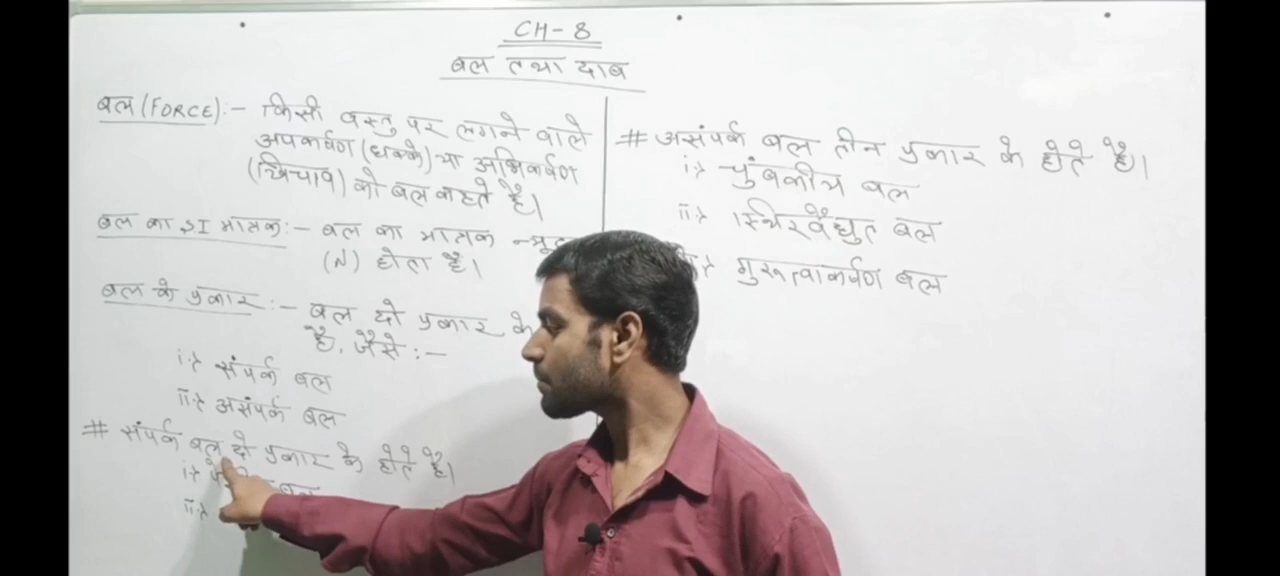 CH-8
बल तथा दाब
बल (FORCE) :- किसी वस्तु पर लगने वाले
अपकर्षण (धक्के) या अभिकर्षण
(खिंचाव) को बल कहते है।
बल का SI मात्रक :- बल का मात्रक
(N) होता है।
बल के प्रकार :- बल दो प्रकार के
है, जैसे :-
i.> संपर्क बल
ii.> असंपर्क बल
# संपर्क बल दो प्रकार के होते है।
i.> बल
ii.>
# असंपर्क बल तीन प्रकार के होते है।
i.> चुंबकीय बल
ii.> स्थिरवैद्युत बल
गुरूत्वाकर्षण बल